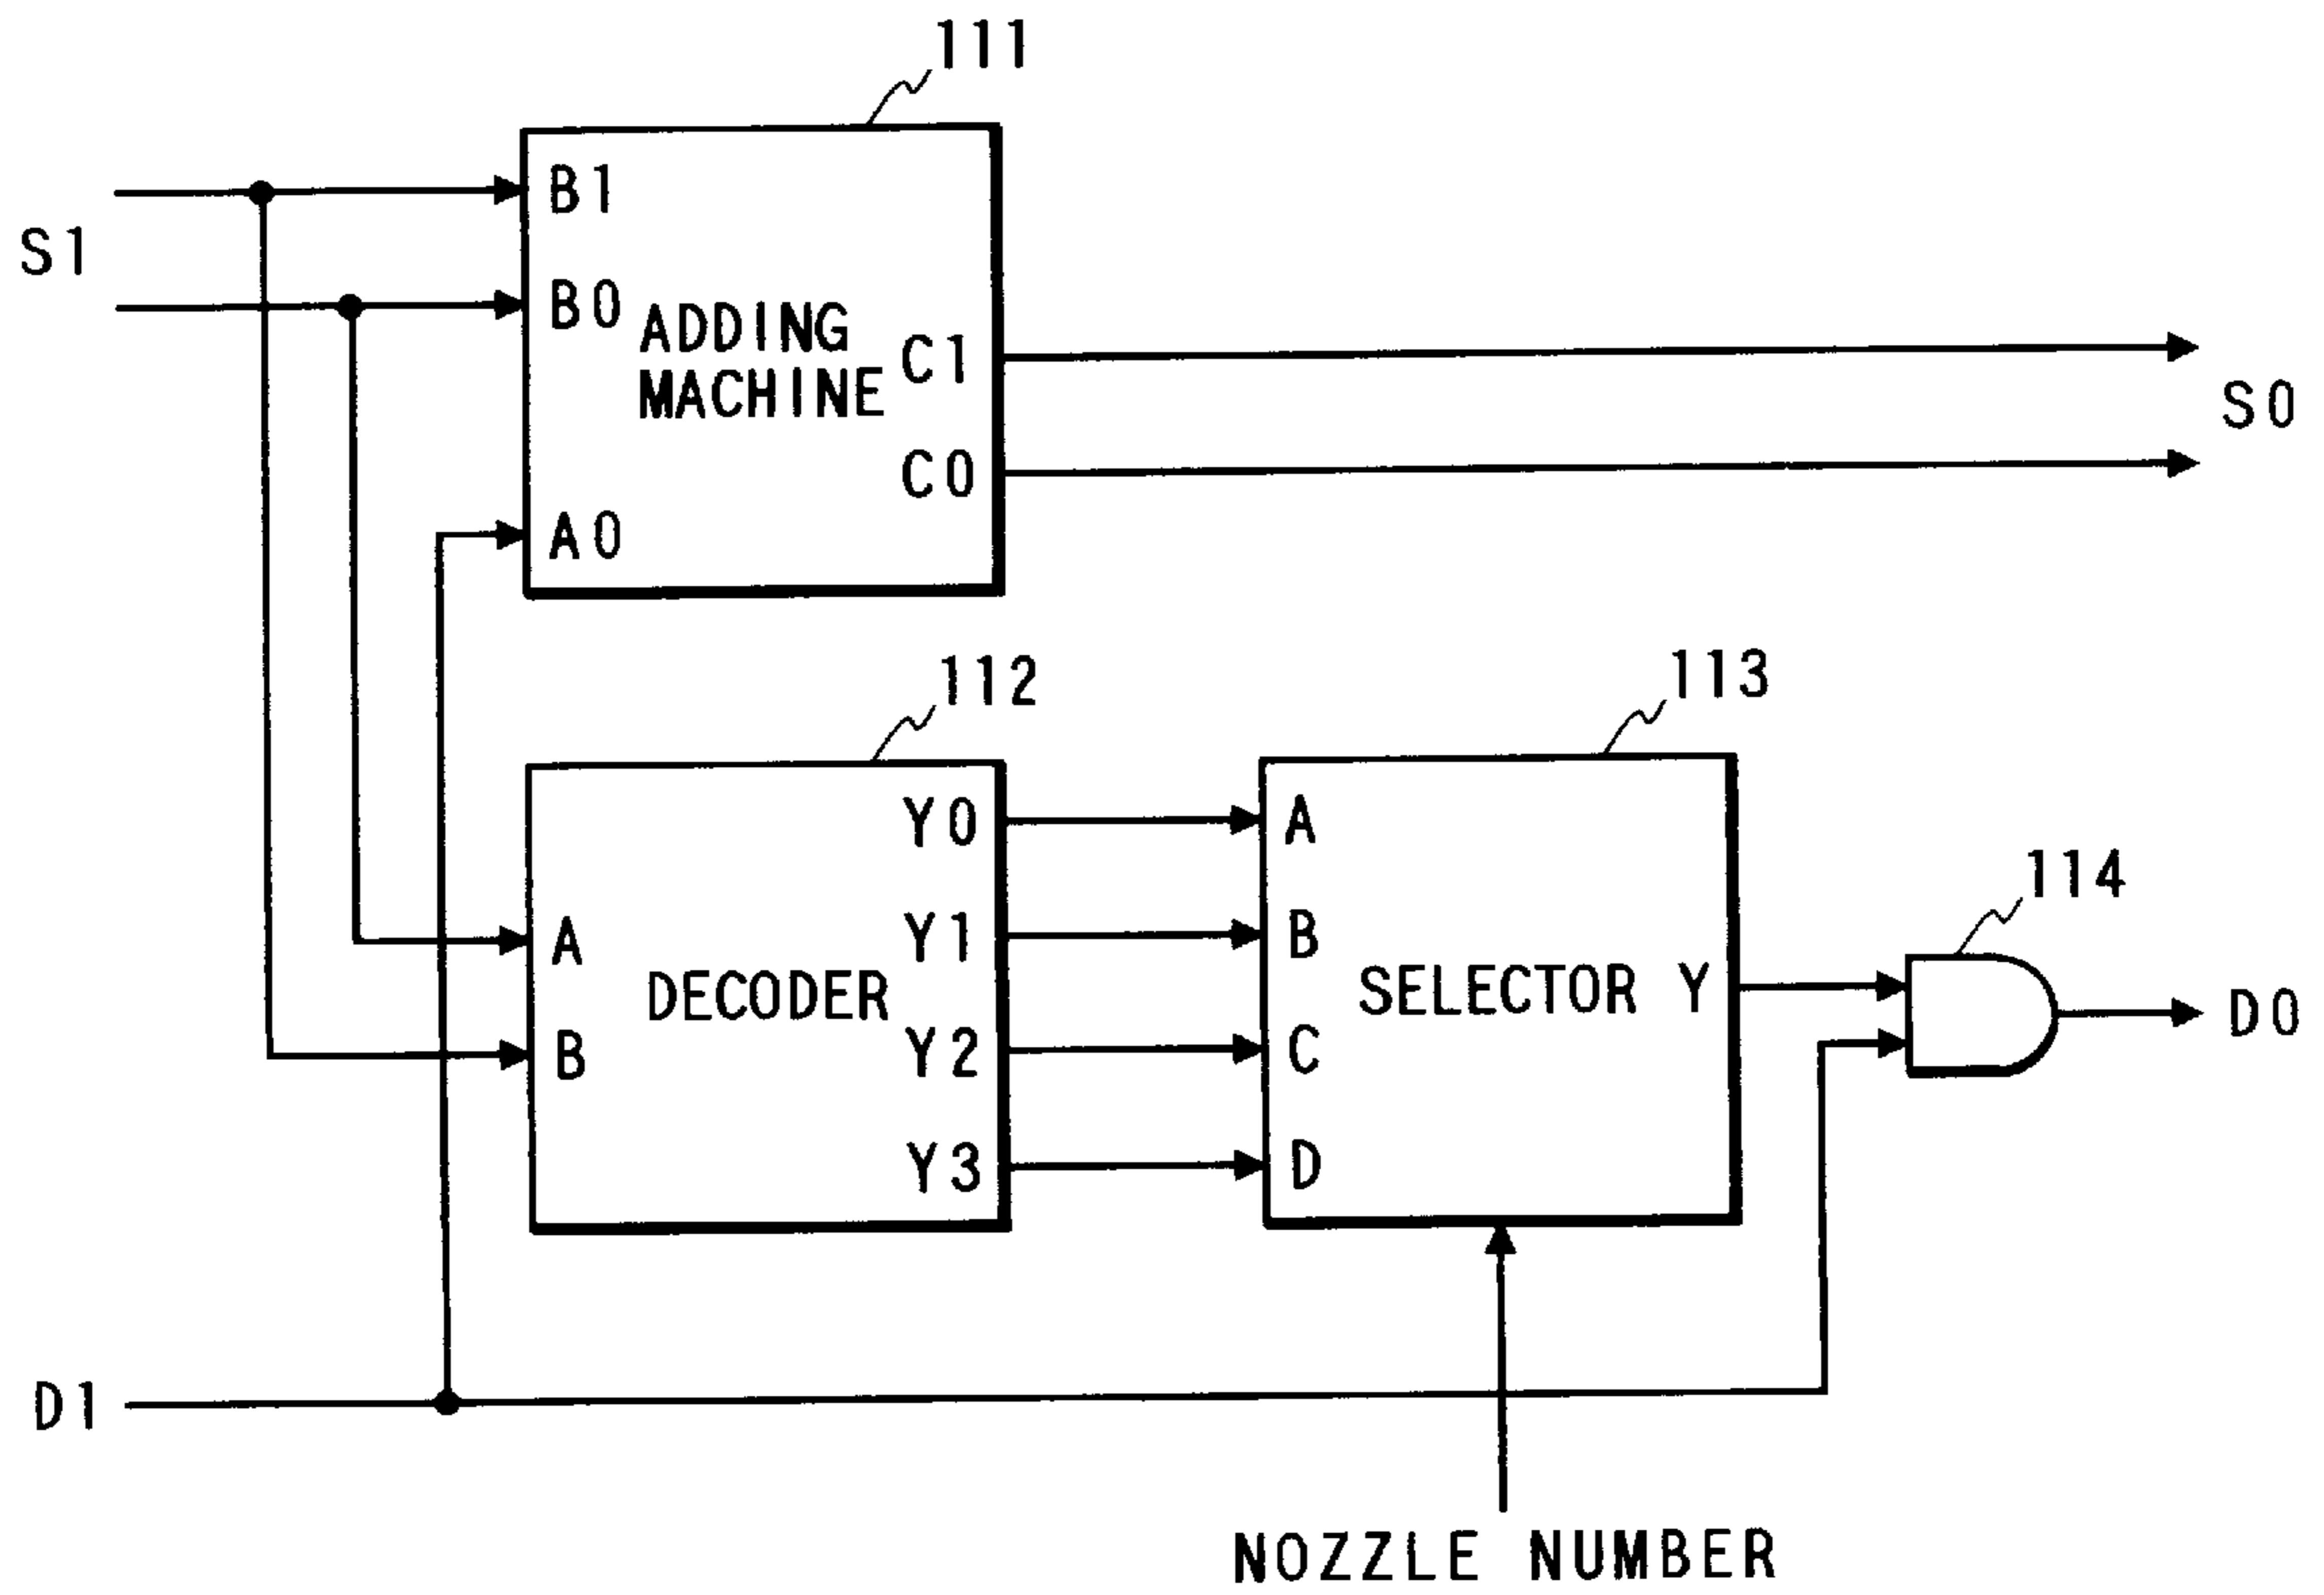 111
S1
B1
B0
ADDING
MACHINE
C1
C0
A0
S0
112
113
Y0
Y1
Y2
Y3
A
B
DECODER
A
B
C
D
SELECTOR Y
114
D0
D1
NOZZLE NUMBER